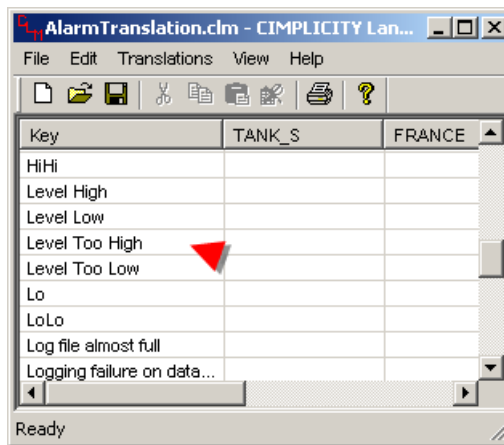 AlarmTranslation.clm - CIMPLICITY Lan...
File Edit Translations View Help
Key TANK_S FRANCE
HiHi
Level High
Level Low
Level Too High
Level Too Low
Lo
LoLo
Log file almost full
Logging failure on data...
Ready